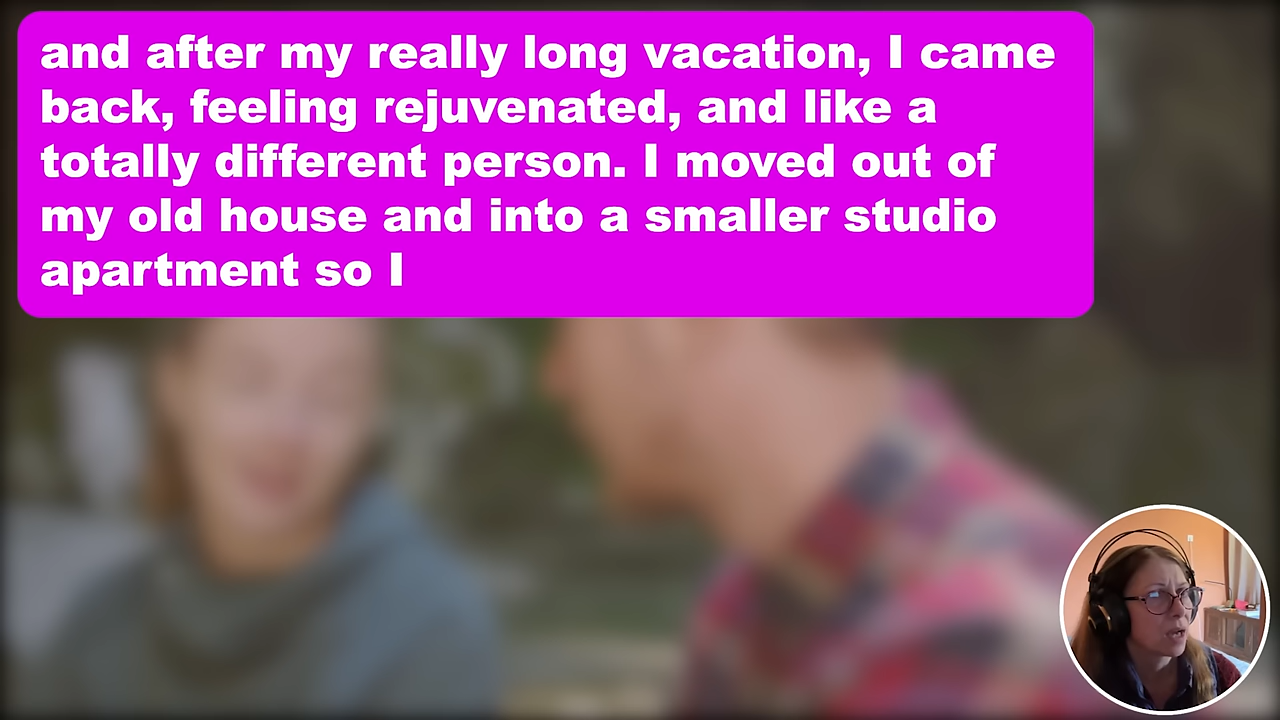 and after my really long vacation, I came
back, feeling rejuvenated, and like a
totally different person. I moved out of
my old house and into a smaller studio
apartment so I